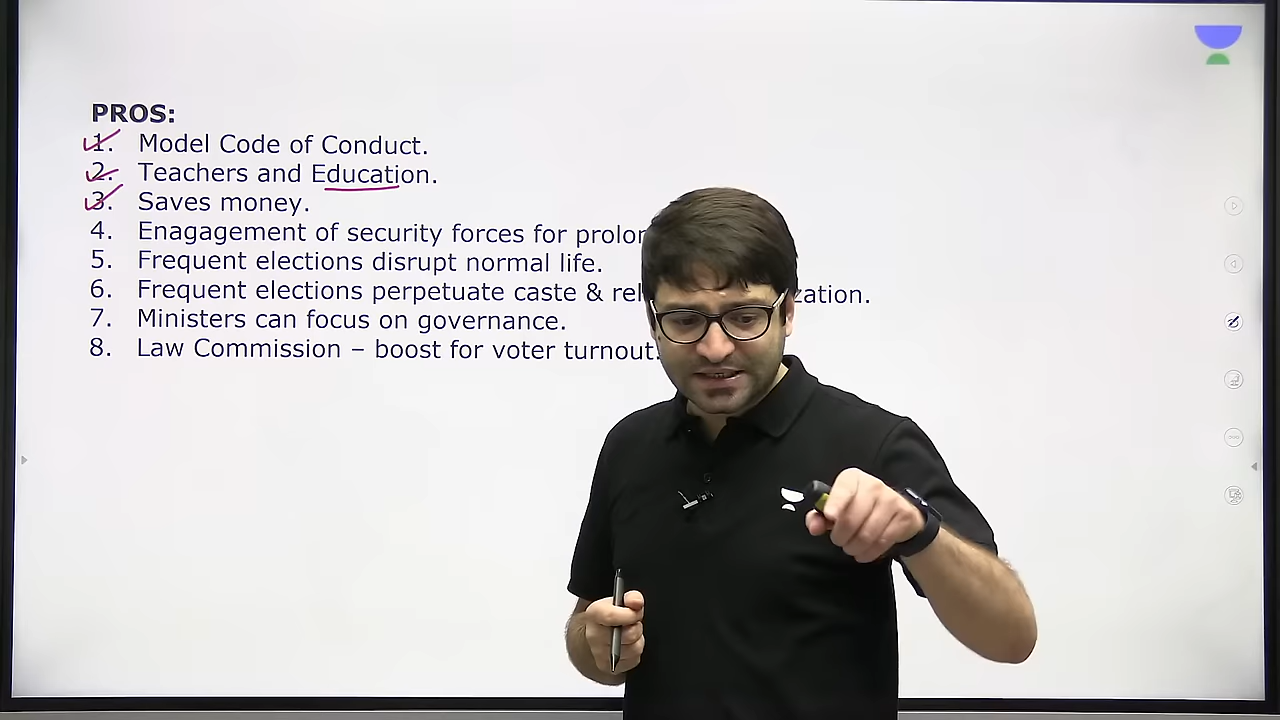 PROS:
1. Model Code of Conduct.
2. Teachers and Education.
3. Saves money.
4. Enagagement of security forces for
5. Frequent elections disrupt normal life.
6. Frequent elections perpetuate caste &
7. Ministers can focus on governance.
8. Law Commission – boost for voter turnout.